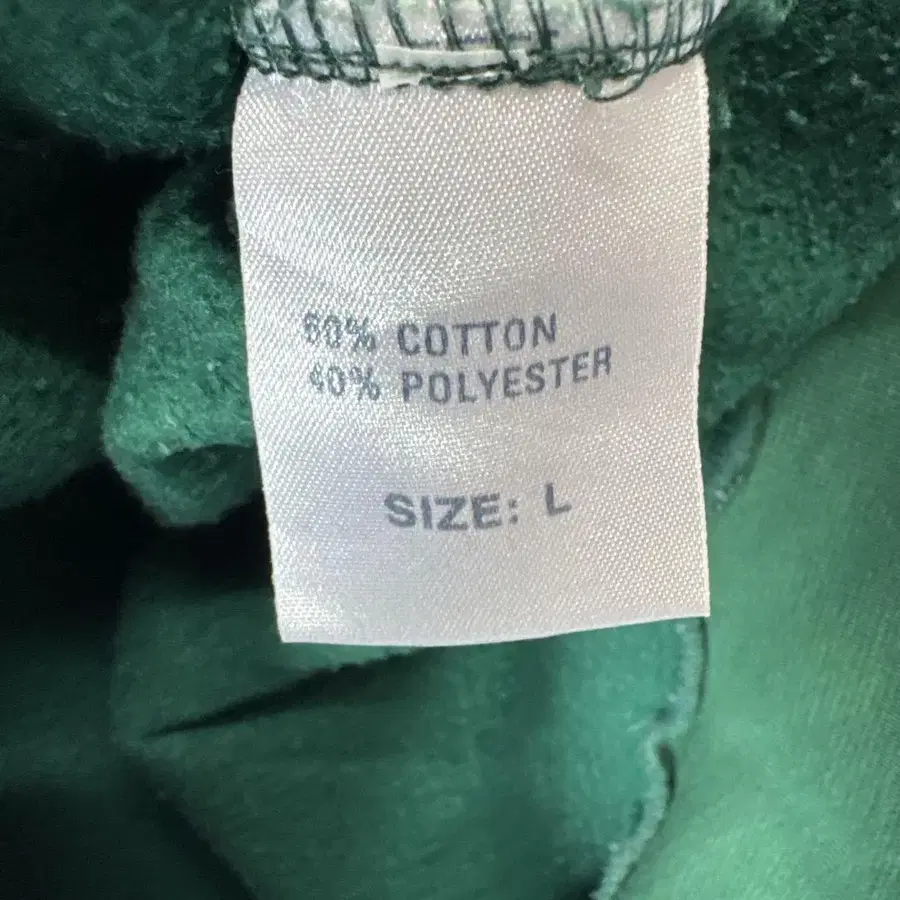 60% COTTON
40% POLYESTER
SIZE: L